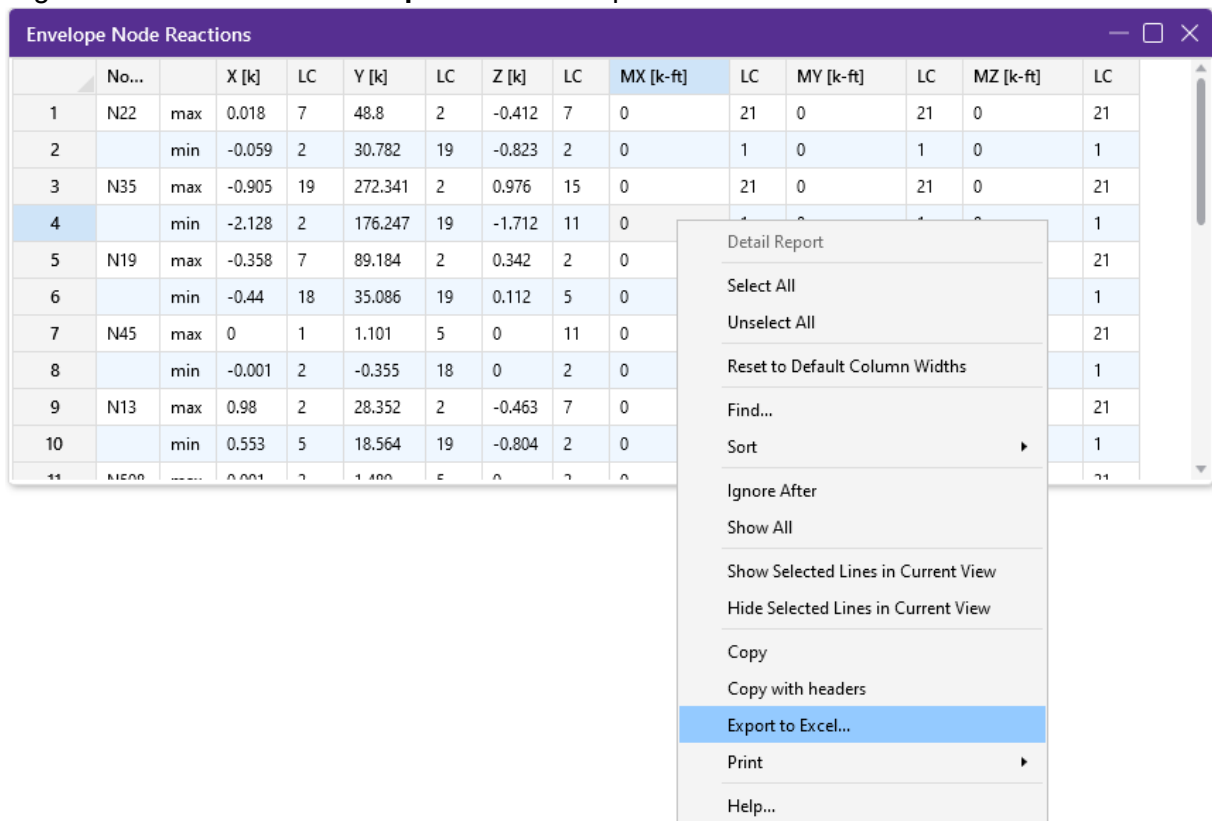 Envelope Node Reactions
No... X [k] LC Y [k] LC Z [k] LC MX [k-ft] LC MY [k-ft] LC MZ [k-ft] LC
1 N22 max 0.018 7 48.8 2 -0.412 7 0 21 0 21 0 21
2 min -0.059 2 30.782 19 -0.823 2 0 1 0 1 0 1
3 N35 max -0.905 19 272.341 2 0.976 15 0 21 0 21 0 21
4 min -2.128 2 176.247 19 -1.712 11 0 1
5 N19 max -0.358 7 89.184 2 0.342 2 0 21
6 min -0.44 18 35.086 19 0.112 5 0 1
7 N45 max 0 1 1.101 5 0 11 0 21
8 min -0.001 2 -0.355 18 0 2 0 1
9 N13 max 0.98 2 28.352 2 -0.463 7 0 21
10 min 0.553 5 18.564 19 -0.804 2 0 1
Detail Report
Select All
Unselect All
Reset to Default Column Widths
Find...
Sort
Ignore After
Show All
Show Selected Lines in Current View
Hide Selected Lines in Current View
Copy
Copy with headers
Export to Excel...
Print
Help...